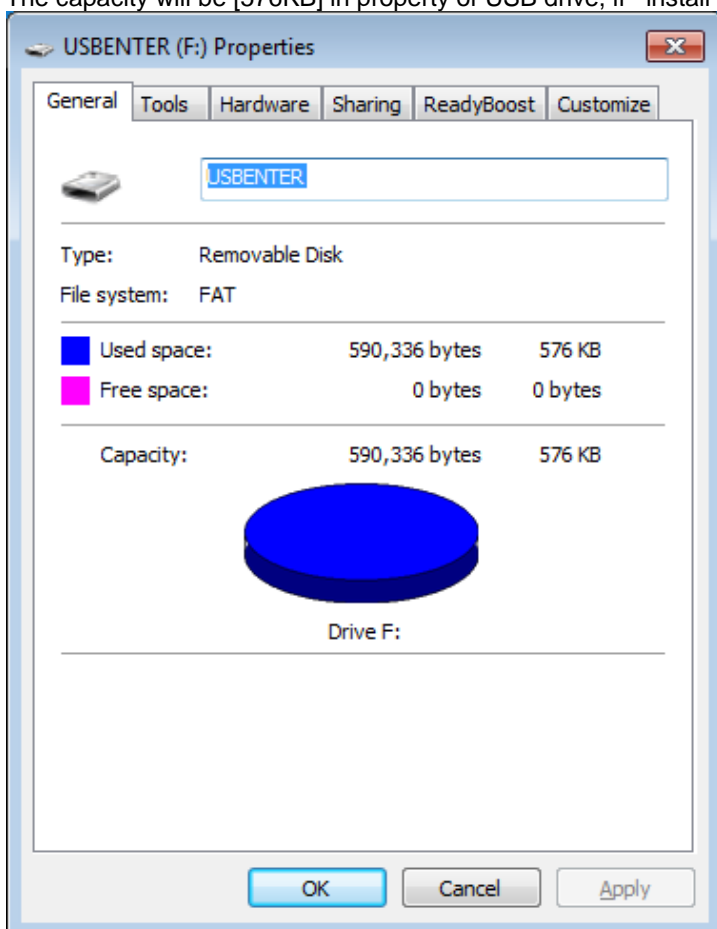 The capacity will be [576KB] in property of USB drive, if install
USBENTER (F:) Properties
General Tools Hardware Sharing ReadyBoost Customize
USBENTER
Type: Removable Disk
File system: FAT
Used space: 590,336 bytes 576 KB
Free space: 0 bytes 0 bytes
Capacity: 590,336 bytes 576 KB
Drive F:
OK Cancel Apply